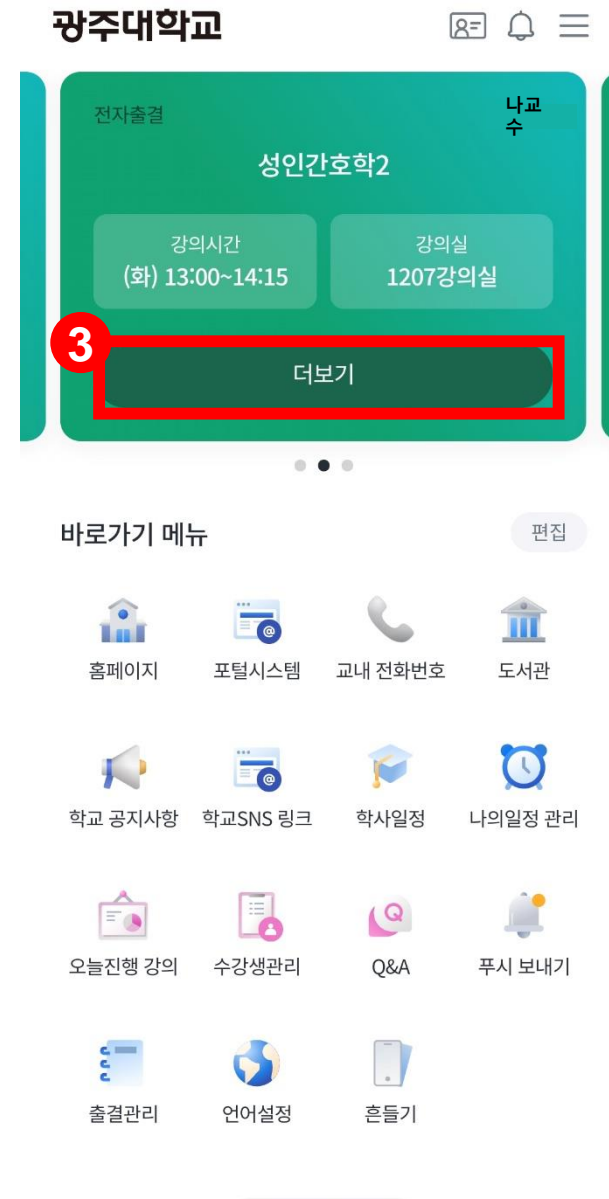 광주대학교
전자출결
나교
수
성인간호학2
강의시간
(화) 13:00~14:15
강의실
1207강의실
3
더보기
바로가기 메뉴
편집
홈페이지
포털시스템
교내 전화번호
도서관
학교 공지사항
학교SNS 링크
학사일정
나의일정 관리
오늘진행 강의
수강생관리
Q&A
푸시 보내기
출결관리
언어설정
흔들기